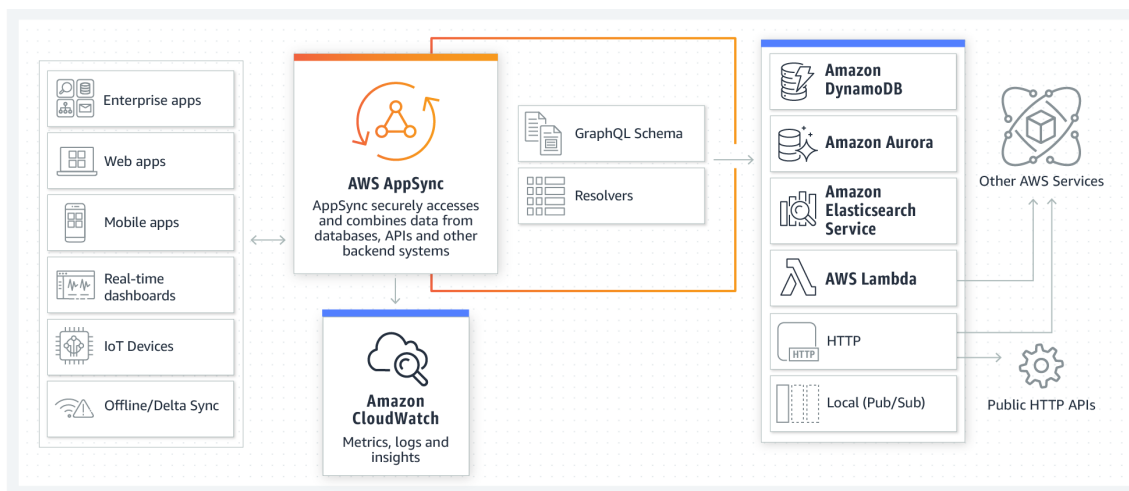 Enterprise apps
Web apps
Mobile apps
Real-time
dashboards
IoT Devices
Offline/Delta Sync
AWS AppSync
AppSync securely accesses
and combines data from
databases, APIs and other
backend systems
Amazon
CloudWatch
Metrics, logs and
insights
GraphQL Schema
Resolvers
Amazon
DynamoDB
Amazon Aurora
Amazon
Elasticsearch
Service
AWS Lambda
HTTP
HTTP
Local (Pub/Sub)
Other AWS Services
Public HTTP APIs